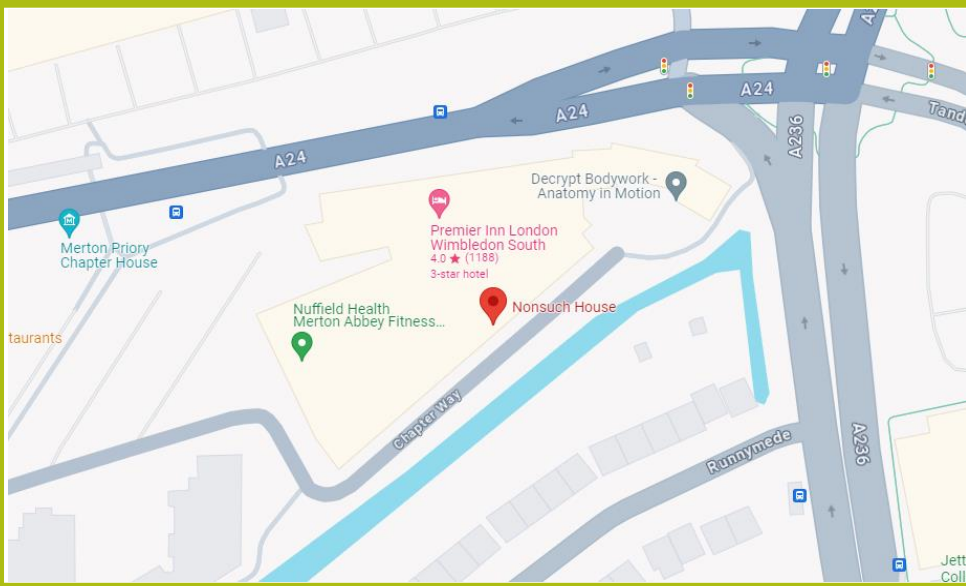 A24
A24
A24
A236
Tand
Decrypt Bodywork -
Anatomy in Motion
Premier Inn London
Wimbledon South
4.0 ★ (1188)
3-star hotel
Merton Priory
Chapter House
Nonsuch House
Nuffield Health
Merton Abbey Fitness...
taurants
Chapter Way
Runnymede
A236
Jett
Coll